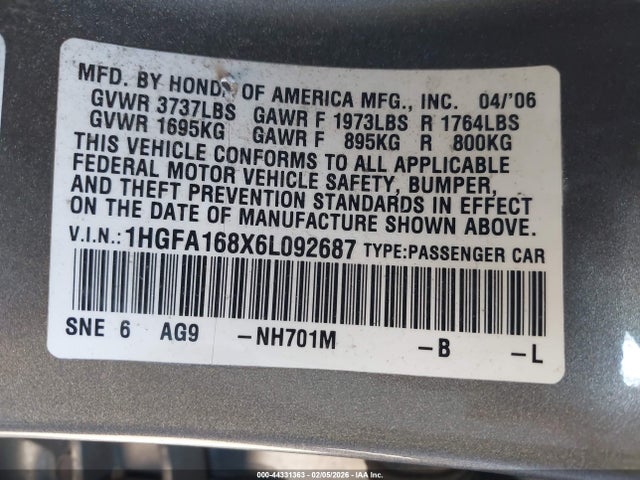 MFD. BY HONDA OF AMERICA MFG., INC. 04/'06
GVWR 3737LBS GAWR F 1973LBS R 1764LBS
GVWR 1695KG GAWR F 895KG R 800KG
THIS VEHICLE CONFORMS TO ALL APPLICABLE
FEDERAL MOTOR VEHICLE SAFETY, BUMPER,
AND THEFT PREVENTION STANDARDS IN EFFECT
ON THE DATE OF MANUFACTURE SHOWN ABOVE.
V.I.N.: 1HGFA168X6L092687 TYPE:PASSENGER CAR
SNE 6 AG9 -NH701M -B -L
000-44331363 - 02/05/2026 - IAA Inc.